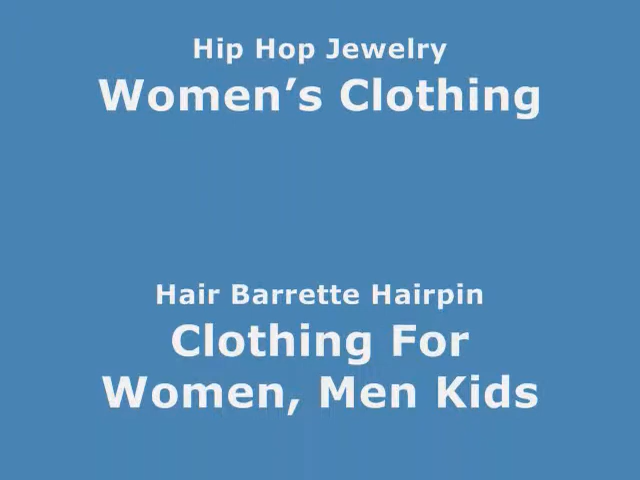 Hip Hop Jewelry
Women’s Clothing
Hair Barrette Hairpin
Clothing For
Women, Men Kids